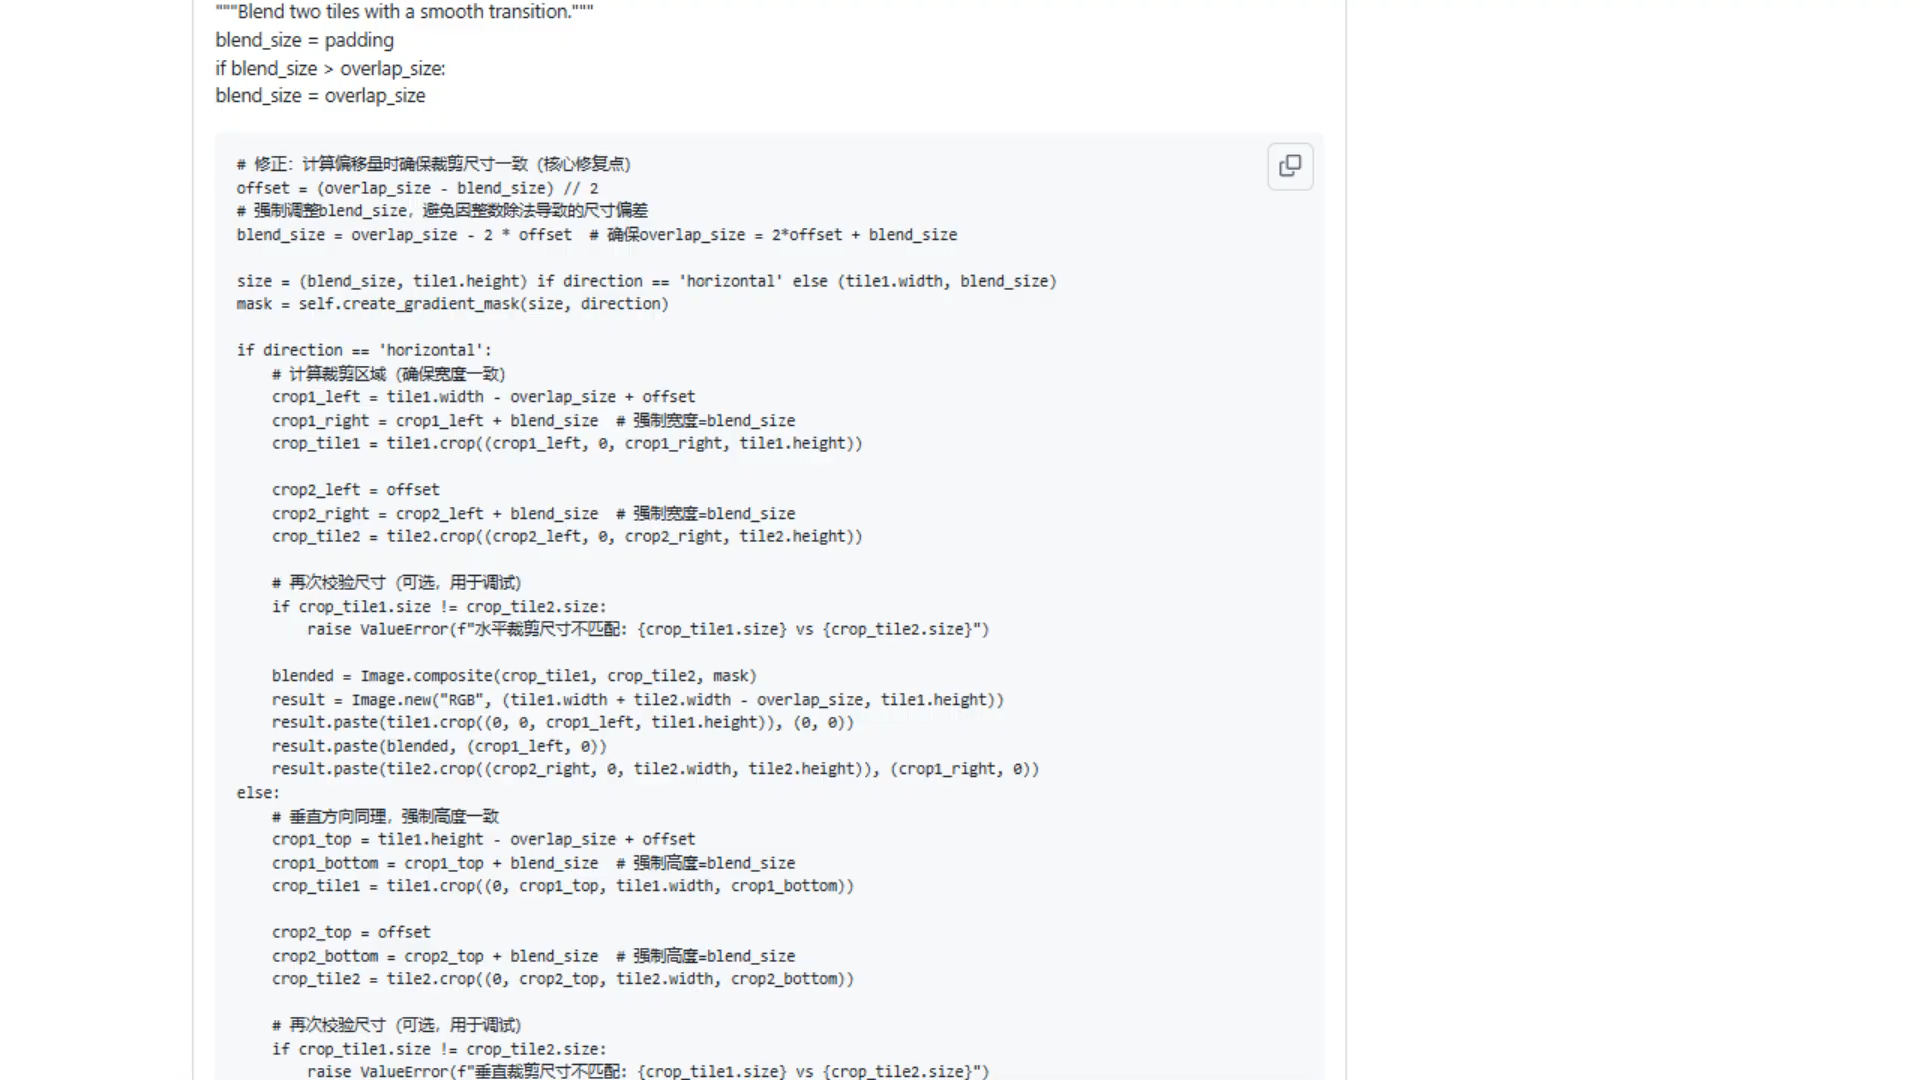 """Blend two tiles with a smooth transition."""
blend_size = padding
if blend_size > overlap_size:
blend_size = overlap_size
# 修正：计算偏移量时确保裁剪尺寸一致（核心修复点）
offset = (overlap_size - blend_size) // 2
# 强制调整blend_size，避免因整数除法导致的尺寸偏差
blend_size = overlap_size - 2 * offset  # 确保overlap_size = 2*offset + blend_size
size = (blend_size, tile1.height) if direction == 'horizontal' else (tile1.width, blend_size)
mask = self.create_gradient_mask(size, direction)
if direction == 'horizontal':
    # 计算裁剪区域（确保宽度一致）
    crop1_left = tile1.width - overlap_size + offset
    crop1_right = crop1_left + blend_size  # 强制宽度=blend_size
    crop_tile1 = tile1.crop((crop1_left, 0, crop1_right, tile1.height))
    crop2_left = offset
    crop2_right = crop2_left + blend_size  # 强制宽度=blend_size
    crop_tile2 = tile2.crop((crop2_left, 0, crop2_right, tile2.height))
    # 再次校验尺寸（可选，用于调试）
    if crop_tile1.size != crop_tile2.size:
        raise ValueError(f"水平裁剪尺寸不匹配: {crop_tile1.size} vs {crop_tile2.size}")
    blended = Image.composite(crop_tile1, crop_tile2, mask)
    result = Image.new("RGB", (tile1.width + tile2.width - overlap_size, tile1.height))
    result.paste(tile1.crop((0, 0, crop1_left, tile1.height)), (0, 0))
    result.paste(blended, (crop1_left, 0))
    result.paste(tile2.crop((crop2_right, 0, tile2.width, tile2.height)), (crop1_right, 0))
else:
    # 垂直方向同理，强制高度一致
    crop1_top = tile1.height - overlap_size + offset
    crop1_bottom = crop1_top + blend_size  # 强制高度=blend_size
    crop_tile1 = tile1.crop((0, crop1_top, tile1.width, crop1_bottom))
    crop2_top = offset
    crop2_bottom = crop2_top + blend_size  # 强制高度=blend_size
    crop_tile2 = tile2.crop((0, crop2_top, tile2.width, crop2_bottom))
    # 再次校验尺寸（可选，用于调试）
    if crop_tile1.size != crop_tile2.size:
        raise ValueError(f"垂直裁剪尺寸不匹配: {crop_tile1.size} vs {crop_tile2.size}")